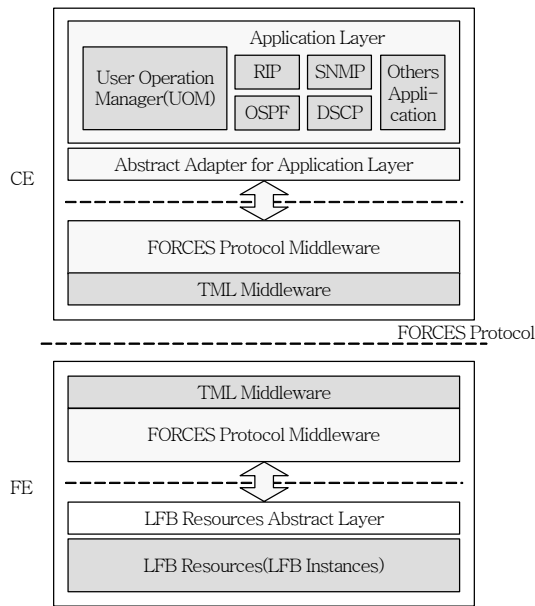 Application Layer
User Operation
Manager(UOM)
RIP
SNMP
OSPF
DSCP
Others
Appli-
cation
Abstract Adapter for Application Layer
CE
FORCES Protocol Middleware
TML Middleware
FORCES Protocol
TML Middleware
FORCES Protocol Middleware
FE
LFB Resources Abstract Layer
LFB Resources(LFB Instances)